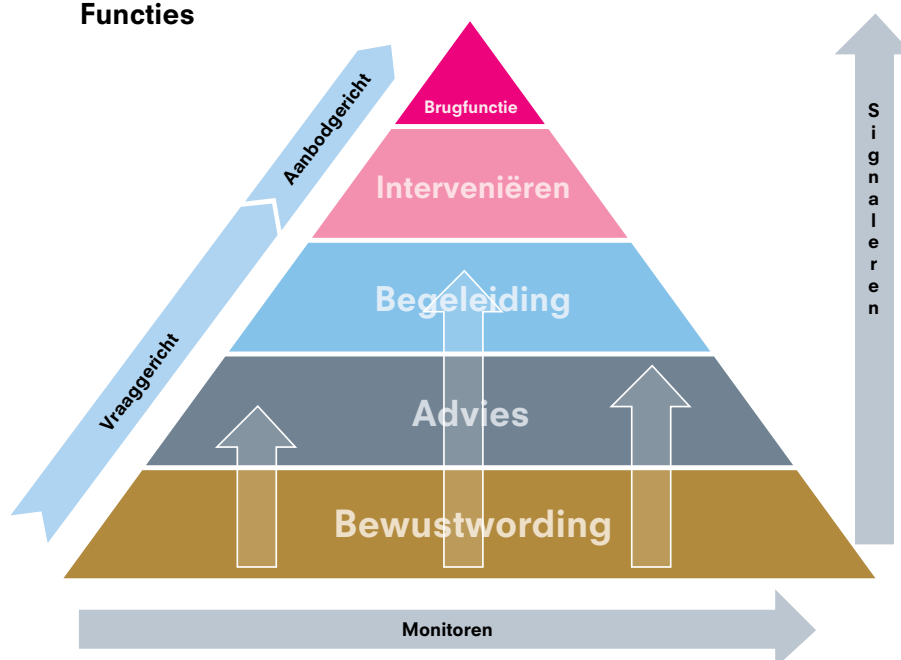 Functies
Brugfunctie
Aanbodgericht
Interveniëren
Signaleren
Begeleiding
Vraaggericht
Advies
Bewustwording
Monitoren